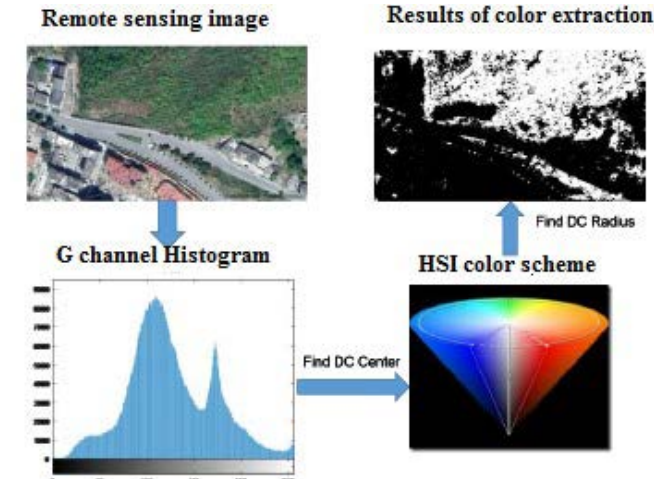 Remote sensing image
Results of color extraction
Find DC Radius
G channel Histogram
HSI color scheme
Find DC Center